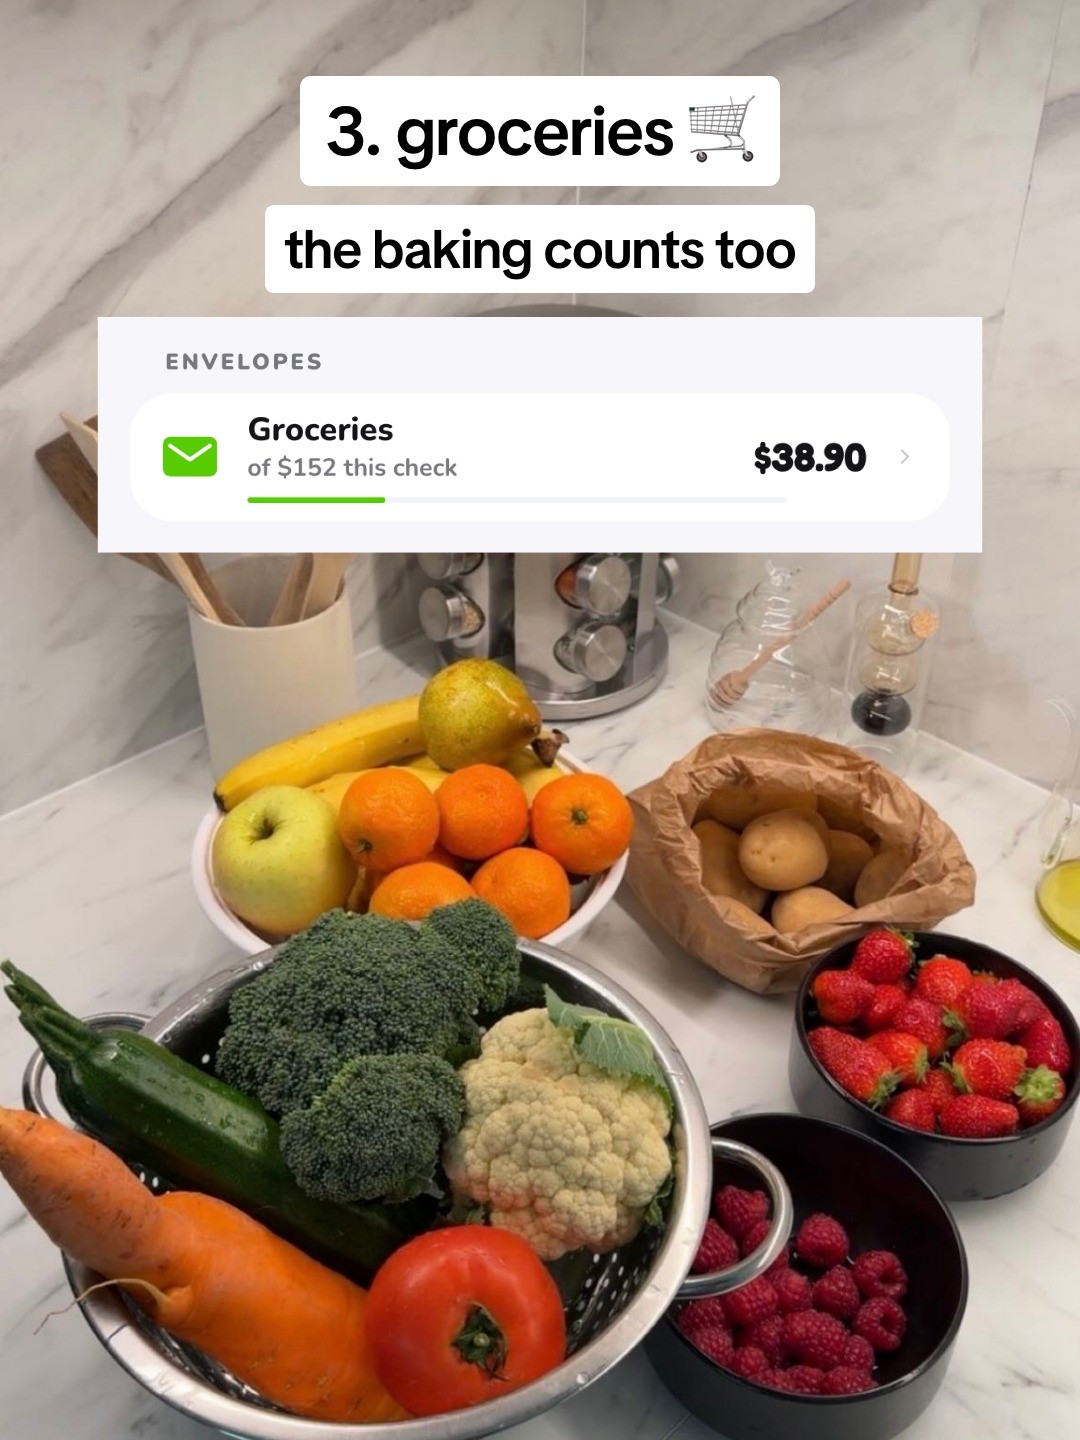 3. groceries 🛒
the baking counts too
ENVELOPES
Groceries
of $152 this check
$38.90